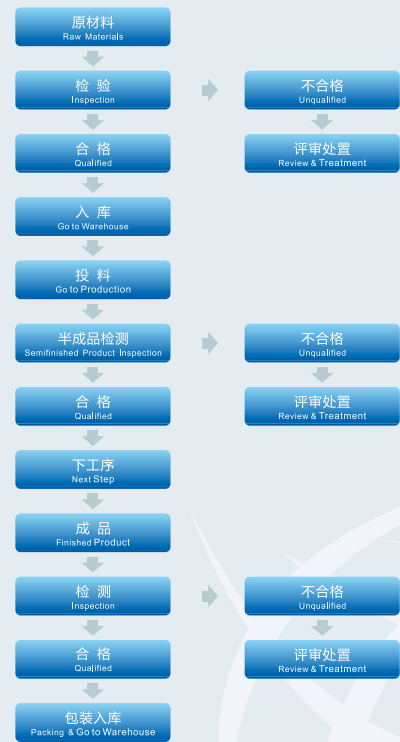 原材料
Raw Materials
检 验
Inspection
不合格
Unqualified
合 格
Qualified
评审处置
Review & Treatment
入 库
Go to Warehouse
投 料
Go to Production
半成品检测
Semifinished Product Inspection
不合格
Unqualified
合 格
Qualified
评审处置
Review & Treatment
下工序
Next Step
成 品
Finished Product
检 测
Inspection
不合格
Unqualified
合 格
Qualified
评审处置
Review & Treatment
包装入库
Packing & Go to Warehouse